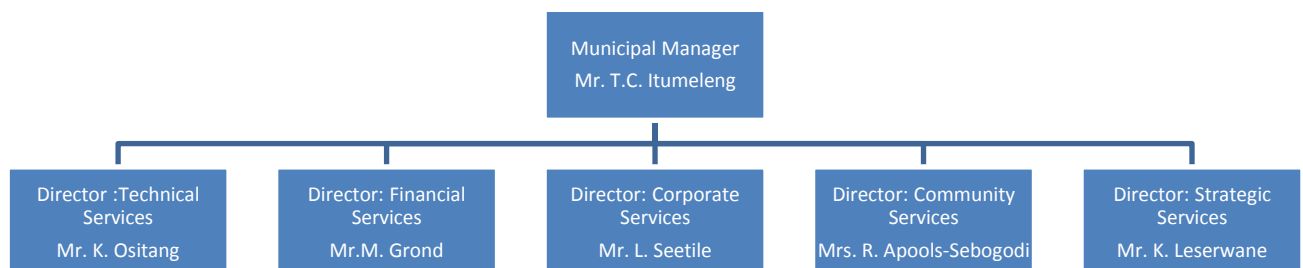 Municipal Manager
Mr. T.C. Itumeleng
Director :Technical
Services
Mr. K. Ositang
Director: Financial
Services
Mr.M. Grond
Director: Corporate
Services
Mr. L. Seetile
Director: Community
Services
Mrs. R. Apools-Sebogodi
Director: Strategic
Services
Mr. K. Leserwane